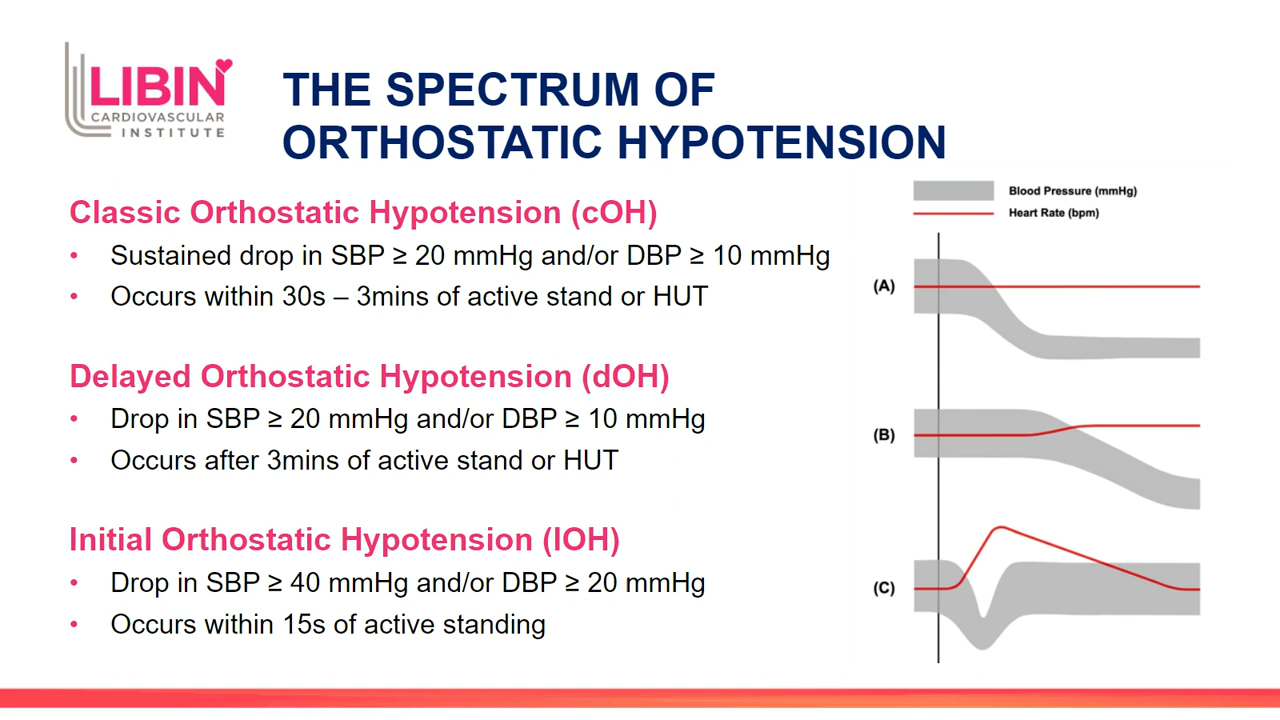 LIBIN
CARDIOVASCULAR
INSTITUTE
THE SPECTRUM OF
ORTHOSTATIC HYPOTENSION
Classic Orthostatic Hypotension (cOH)
• Sustained drop in SBP ≥ 20 mmHg and/or DBP ≥ 10 mmHg
• Occurs within 30s – 3mins of active stand or HUT
Delayed Orthostatic Hypotension (dOH)
• Drop in SBP ≥ 20 mmHg and/or DBP ≥ 10 mmHg
• Occurs after 3mins of active stand or HUT
Initial Orthostatic Hypotension (IOH)
• Drop in SBP ≥ 40 mmHg and/or DBP ≥ 20 mmHg
• Occurs within 15s of active standing
Blood Pressure (mmHg)
Heart Rate (bpm)
(A)
(B)
(C)